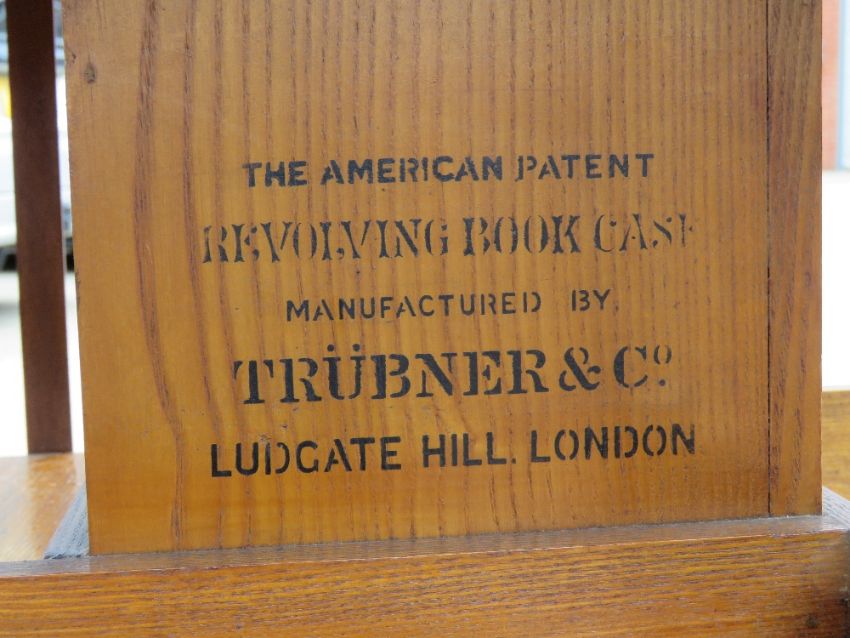 THE AMERICAN PATENT
REVOLVING BOOK CASE
MANUFACTURED BY,
TRÜBNER & Cº.
LUDGATE HILL. LONDON